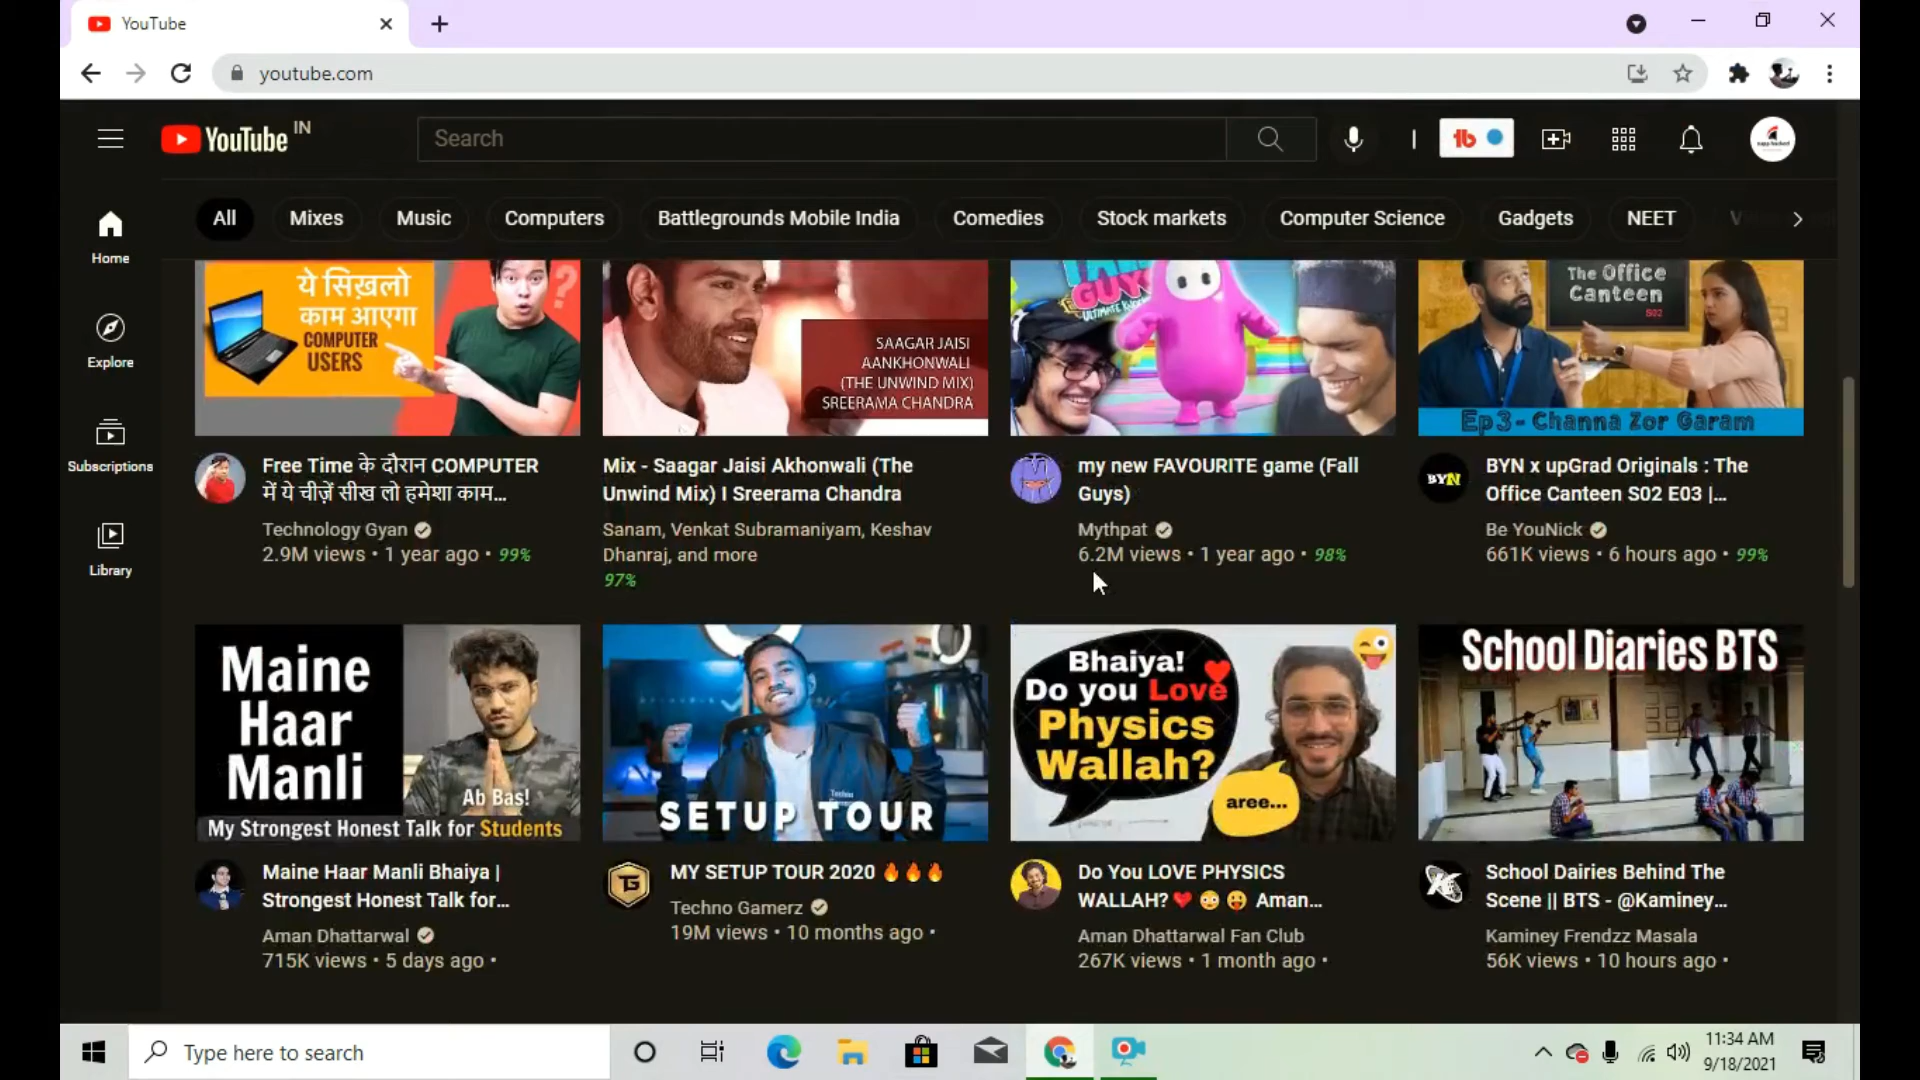 YouTube
youtube.com
YouTube IN
Search
tb
All
Mixes
Music
Computers
Battlegrounds Mobile India
Comedies
Stock markets
Computer Science
Gadgets
NEET
Home
Explore
Subscriptions
Library
ये सिख़लो
काम आएगा
COMPUTER
USERS
?
Free Time के दौरान COMPUTER
में ये चीज़ें सीख लो हमेशा काम...
Technology Gyan
2.9M views • 1 year ago • 99%
SAAGAR JAISI
AANKHONWALI
(THE UNWIND MIX)
SREERAMA CHANDRA
Mix - Saagar Jaisi Akhonwali (The
Unwind Mix) I Sreerama Chandra
Sanam, Venkat Subramaniyam, Keshav
Dhanraj, and more
97%
GUYS
my new FAVOURITE game (Fall
Guys)
Mythpat
6.2M views • 1 year ago • 98%
The Office
Canteen
S02
Ep3 - Channa Zor Garam
BYN
BYN x upGrad Originals : The
Office Canteen S02 E03 |...
Be YouNick
661K views • 6 hours ago • 99%
Maine
Haar
Manli
Ab Bas!
My Strongest Honest Talk for Students
Maine Haar Manli Bhaiya |
Strongest Honest Talk for...
Aman Dhattarwal
715K views • 5 days ago •
SETUP TOUR
TG
MY SETUP TOUR 2020 🔥🔥🔥
Techno Gamerz
19M views • 10 months ago •
Bhaiya!
Do you Love
Physics
Wallah?
aree...
Do You LOVE PHYSICS
WALLAH? ❤️ 😳 😛 Aman...
Aman Dhattarwal Fan Club
267K views • 1 month ago •
School Diaries BTS
School Dairies Behind The
Scene || BTS - @Kaminey...
Kaminey Frendzz Masala
56K views • 10 hours ago •
Type here to search
11:34 AM
9/18/2021